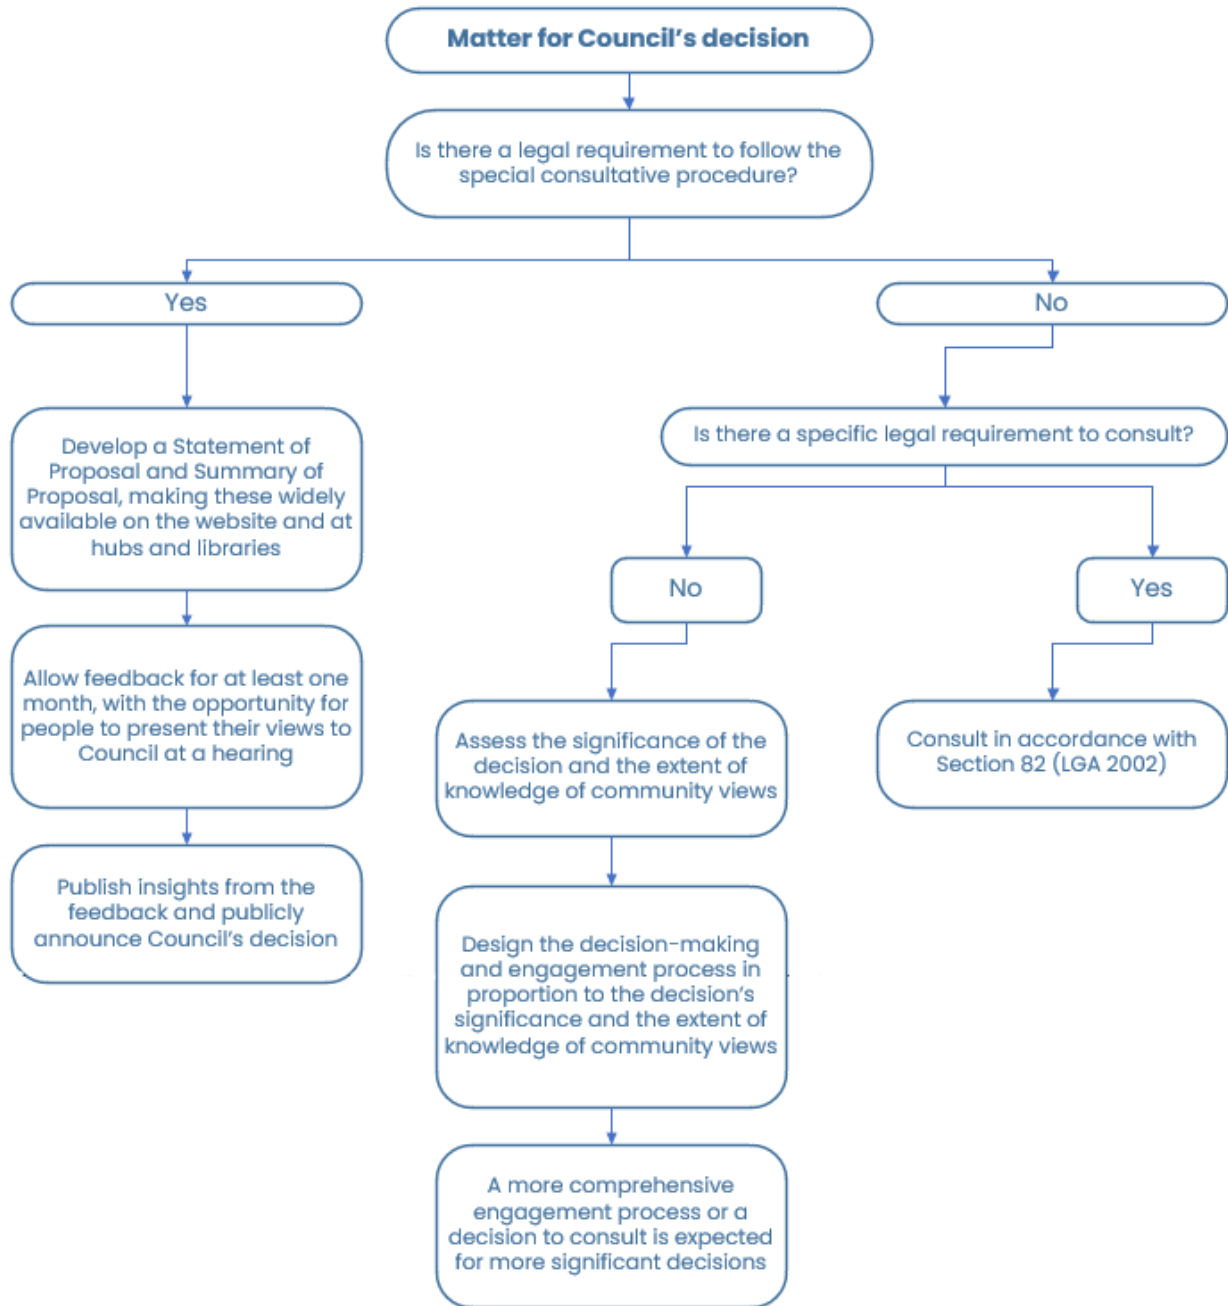 Matter for Council's decision
Is there a legal requirement to follow the
special consultative procedure?
Yes
No
Develop a Statement of
Proposal and Summary of
Proposal, making these widely
available on the website and at
hubs and libraries
Is there a specific legal requirement to consult?
No
Yes
Allow feedback for at least one
month, with the opportunity for
people to present their views to
Council at a hearing
Assess the significance of the
decision and the extent of
knowledge of community views
Consult in accordance with
Section 82 (LGA 2002)
Publish insights from the
feedback and publicly
announce Council's decision
Design the decision-making
and engagement process in
proportion to the decision's
significance and the extent of
knowledge of community views
A more comprehensive
engagement process or a
decision to consult is expected
for more significant decisions